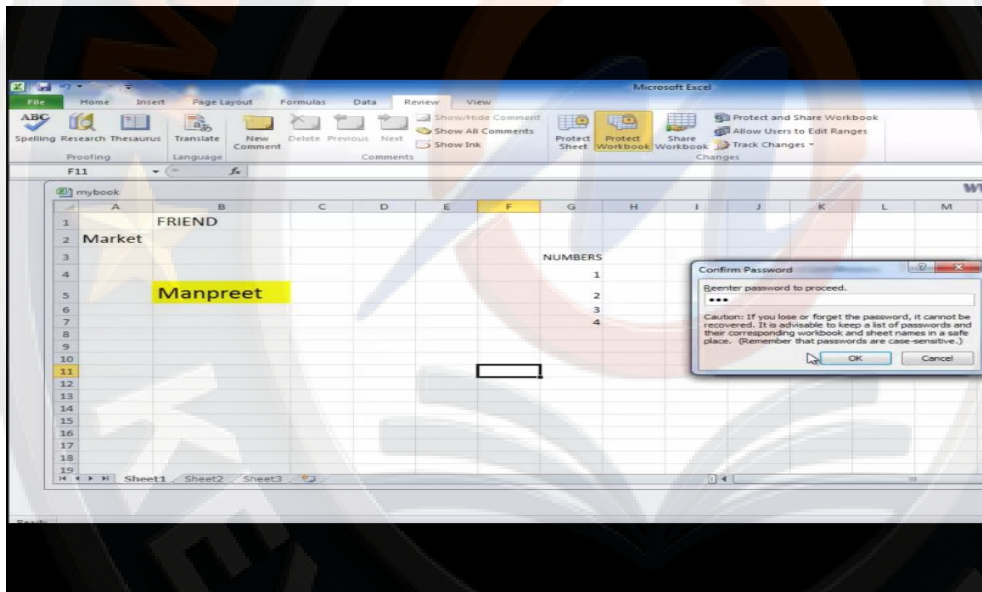 Microsoft Excel
File Home Insert Page Layout Formulas Data Review View
ABC
Spelling Research Thesaurus Translate New Comment Delete Previous Next Show/Hide Comment Show All Comments Show Ink Protect Sheet Protect Workbook Share Workbook Protect and Share Workbook Allow Users to Edit Ranges Track Changes
Proofing Language Comments Changes
F11 fx
mybook
A B C D E F G H I J K L M
1 FRIEND
2 Market
3 NUMBERS
4 1
5 Manpreet 2
6 3
7 4
8
9
10
11
12
13
14
15
16
17
18
19
Confirm Password
Reenter password to proceed.
•••
Caution: If you lose or forget the password, it cannot be
recovered. It is advisable to keep a list of passwords and
their corresponding workbook and sheet names in a safe
place. (Remember that passwords are case-sensitive.)
OK Cancel
Sheet1 Sheet2 Sheet3